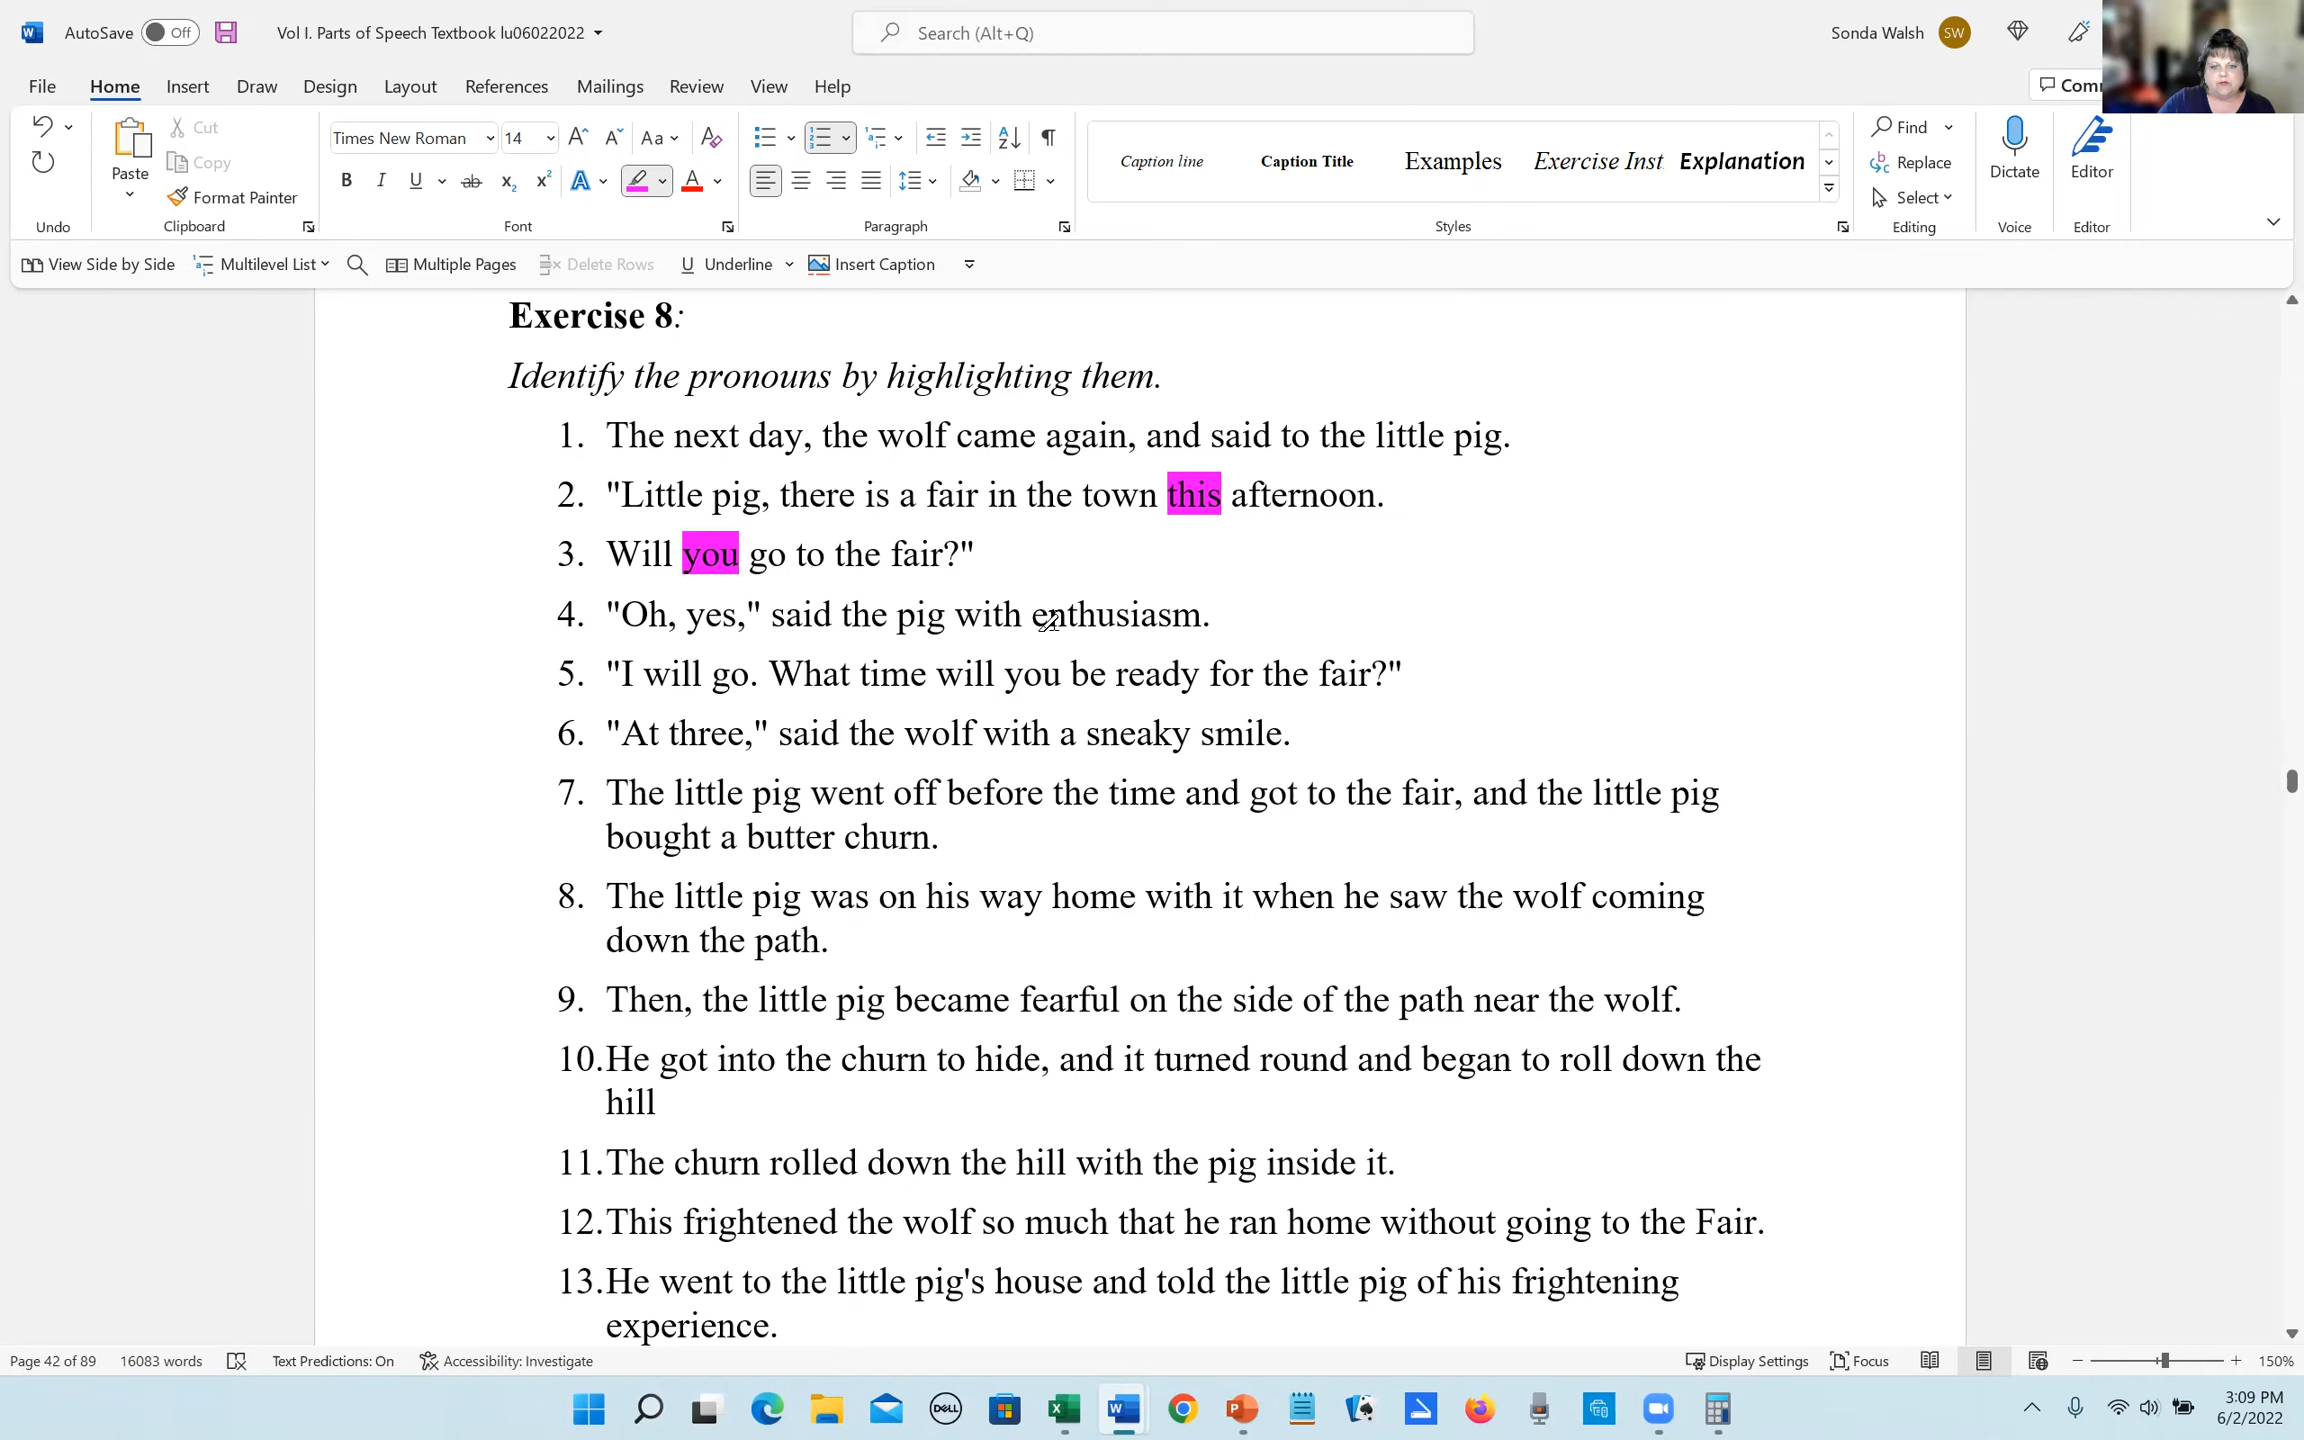 AutoSave Off Vol I. Parts of Speech Textbook lu06022022 Search (Alt+Q) Sonda Walsh SW
File Home Insert Draw Design Layout References Mailings Review View Help
Cut
Copy
Paste
Format Painter
Times New Roman 14
Aa
B I U ab x₂ x² A A
Caption line Caption Title Examples Exercise Inst Explanation
Find
Replace
Select
Dictate
Editor
Undo Clipboard Font Paragraph Styles Editing Voice Editor
View Side by Side Multilevel List Multiple Pages Delete Rows U Underline Insert Caption
Exercise 8:
Identify the pronouns by highlighting them.
1. The next day, the wolf came again, and said to the little pig.
2. "Little pig, there is a fair in the town this afternoon.
3. Will you go to the fair?"
4. "Oh, yes," said the pig with enthusiasm.
5. "I will go. What time will you be ready for the fair?"
6. "At three," said the wolf with a sneaky smile.
7. The little pig went off before the time and got to the fair, and the little pig
bought a butter churn.
8. The little pig was on his way home with it when he saw the wolf coming
down the path.
9. Then, the little pig became fearful on the side of the path near the wolf.
10.He got into the churn to hide, and it turned round and began to roll down the
hill
11.The churn rolled down the hill with the pig inside it.
12.This frightened the wolf so much that he ran home without going to the Fair.
13.He went to the little pig's house and told the little pig of his frightening
experience.
Page 42 of 89 16083 words Text Predictions: On Accessibility: Investigate Display Settings Focus 150%
DELL
3:09 PM
6/2/2022